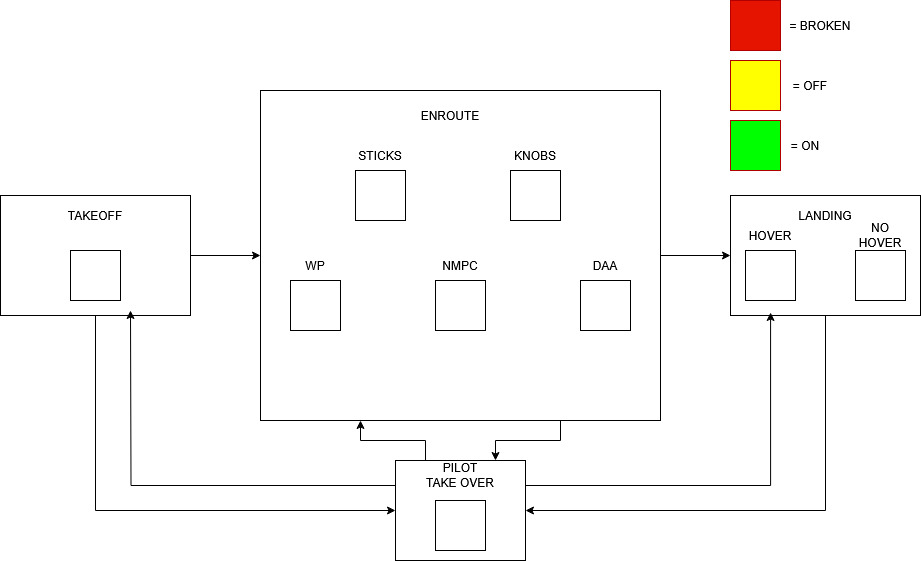 = BROKEN
= OFF
= ON
ENROUTE
STICKS
KNOBS
WP
NMPC
DAA
TAKEOFF
LANDING
HOVER
NO
HOVER
PILOT
TAKE OVER